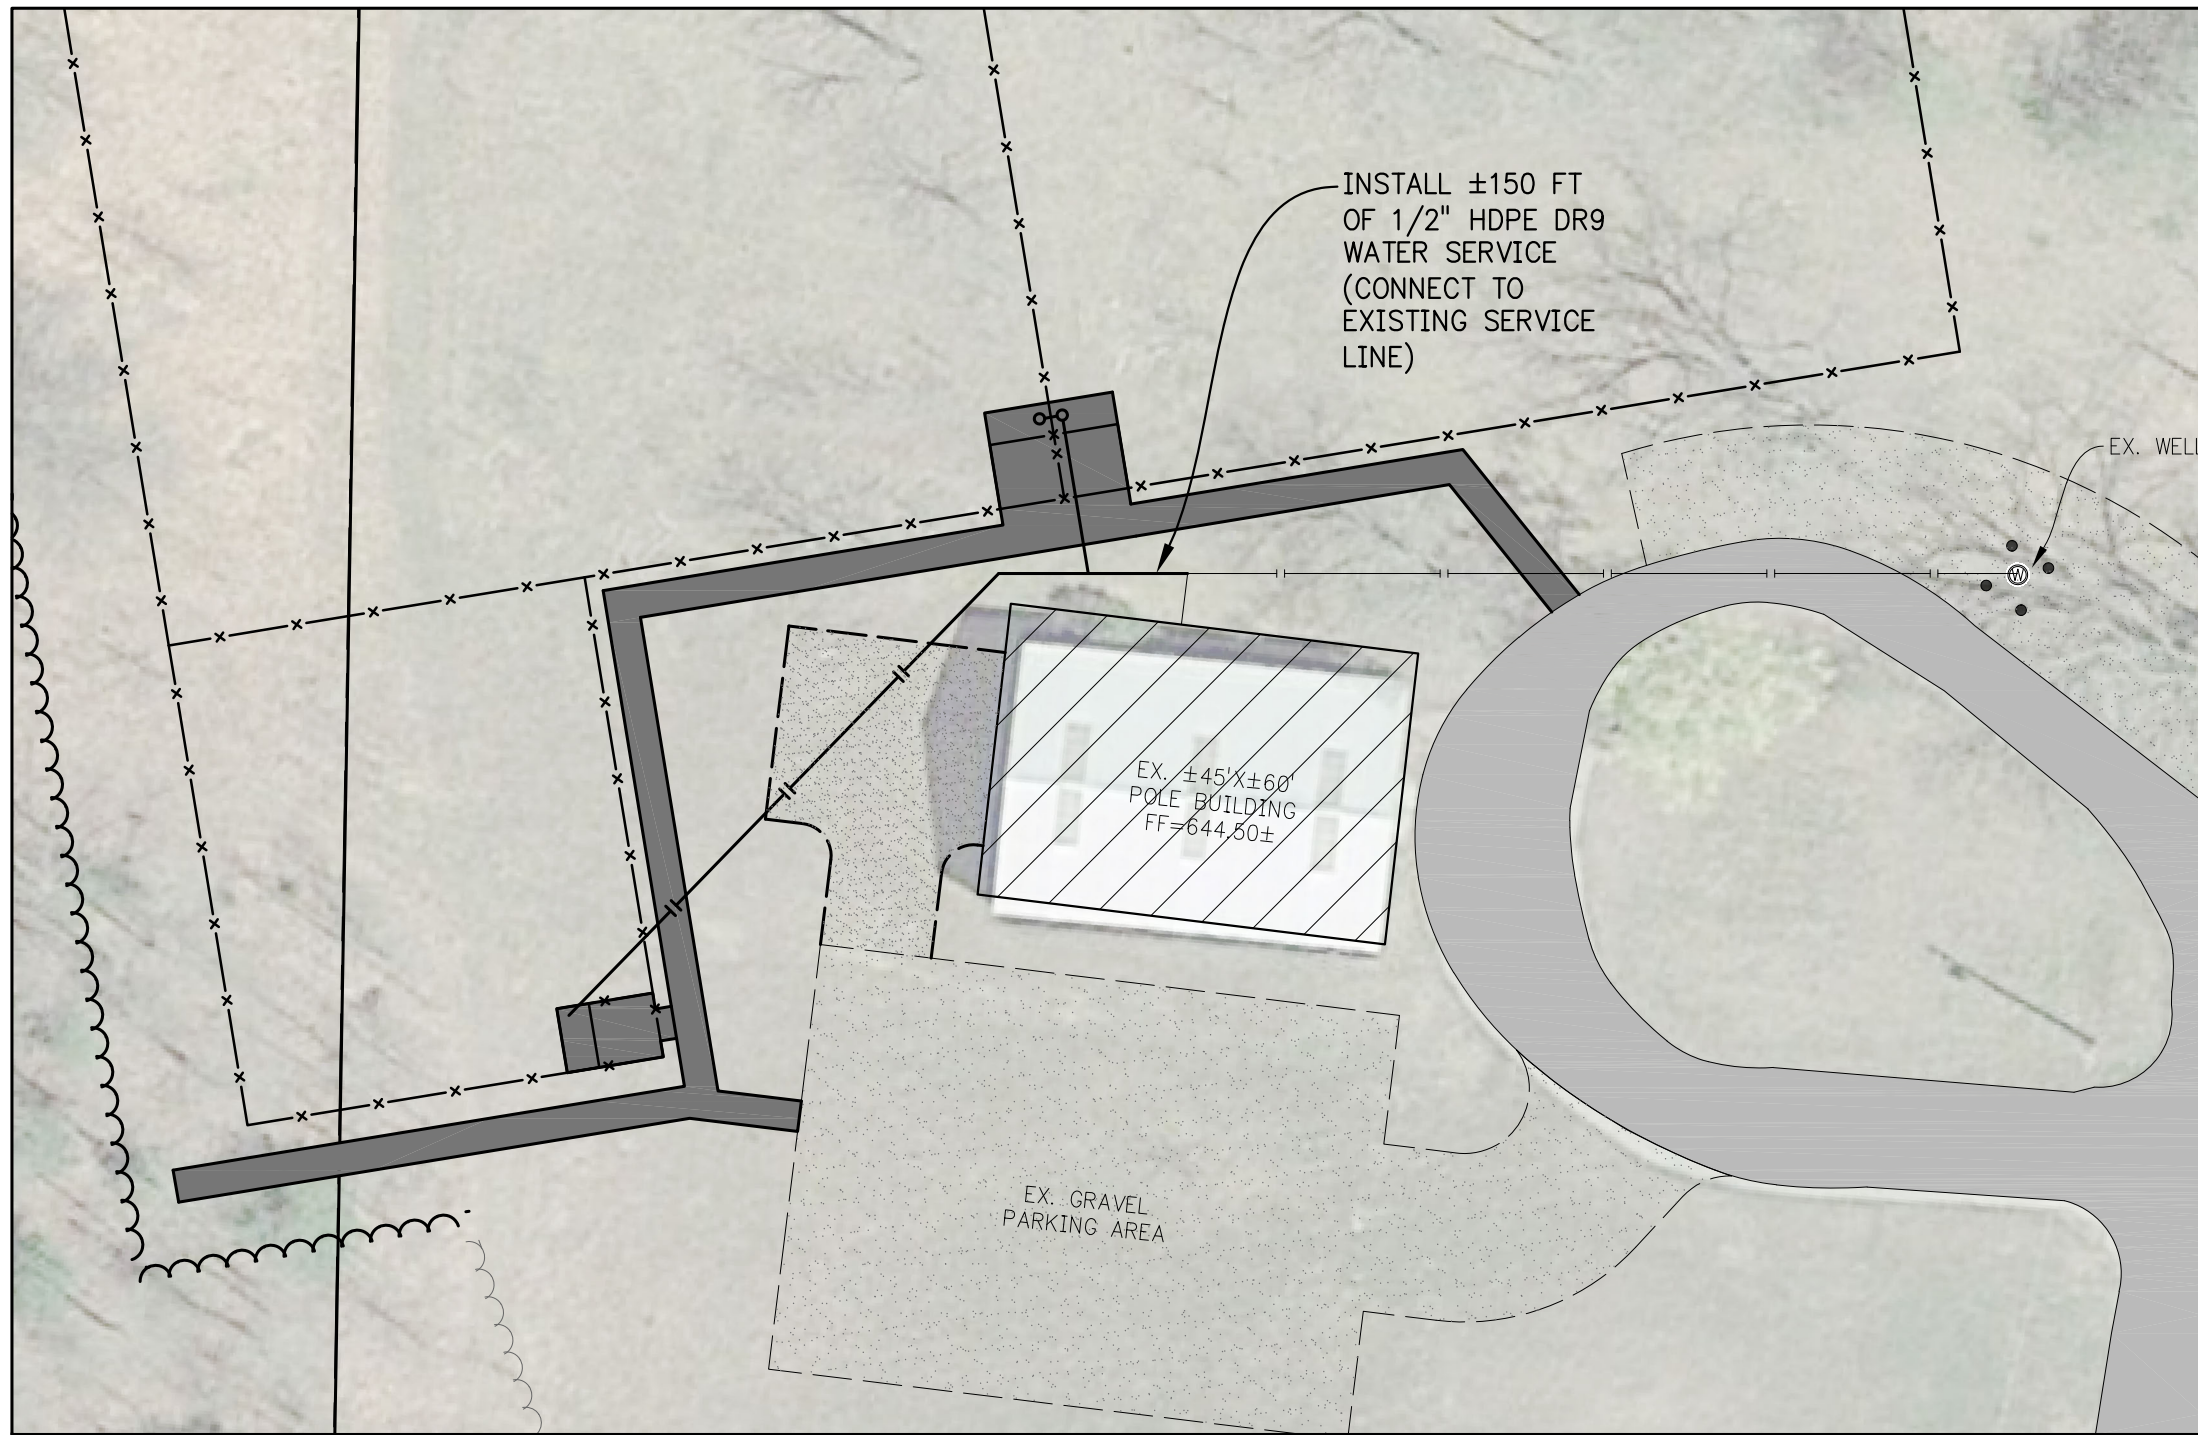 INSTALL ±150 FT
OF 1/2" HDPE DR9
WATER SERVICE
(CONNECT TO
EXISTING SERVICE
LINE)
EX. WELL
W
EX. ±45'X±60'
POLE BUILDING
FF=644.50±
EX. GRAVEL
PARKING AREA